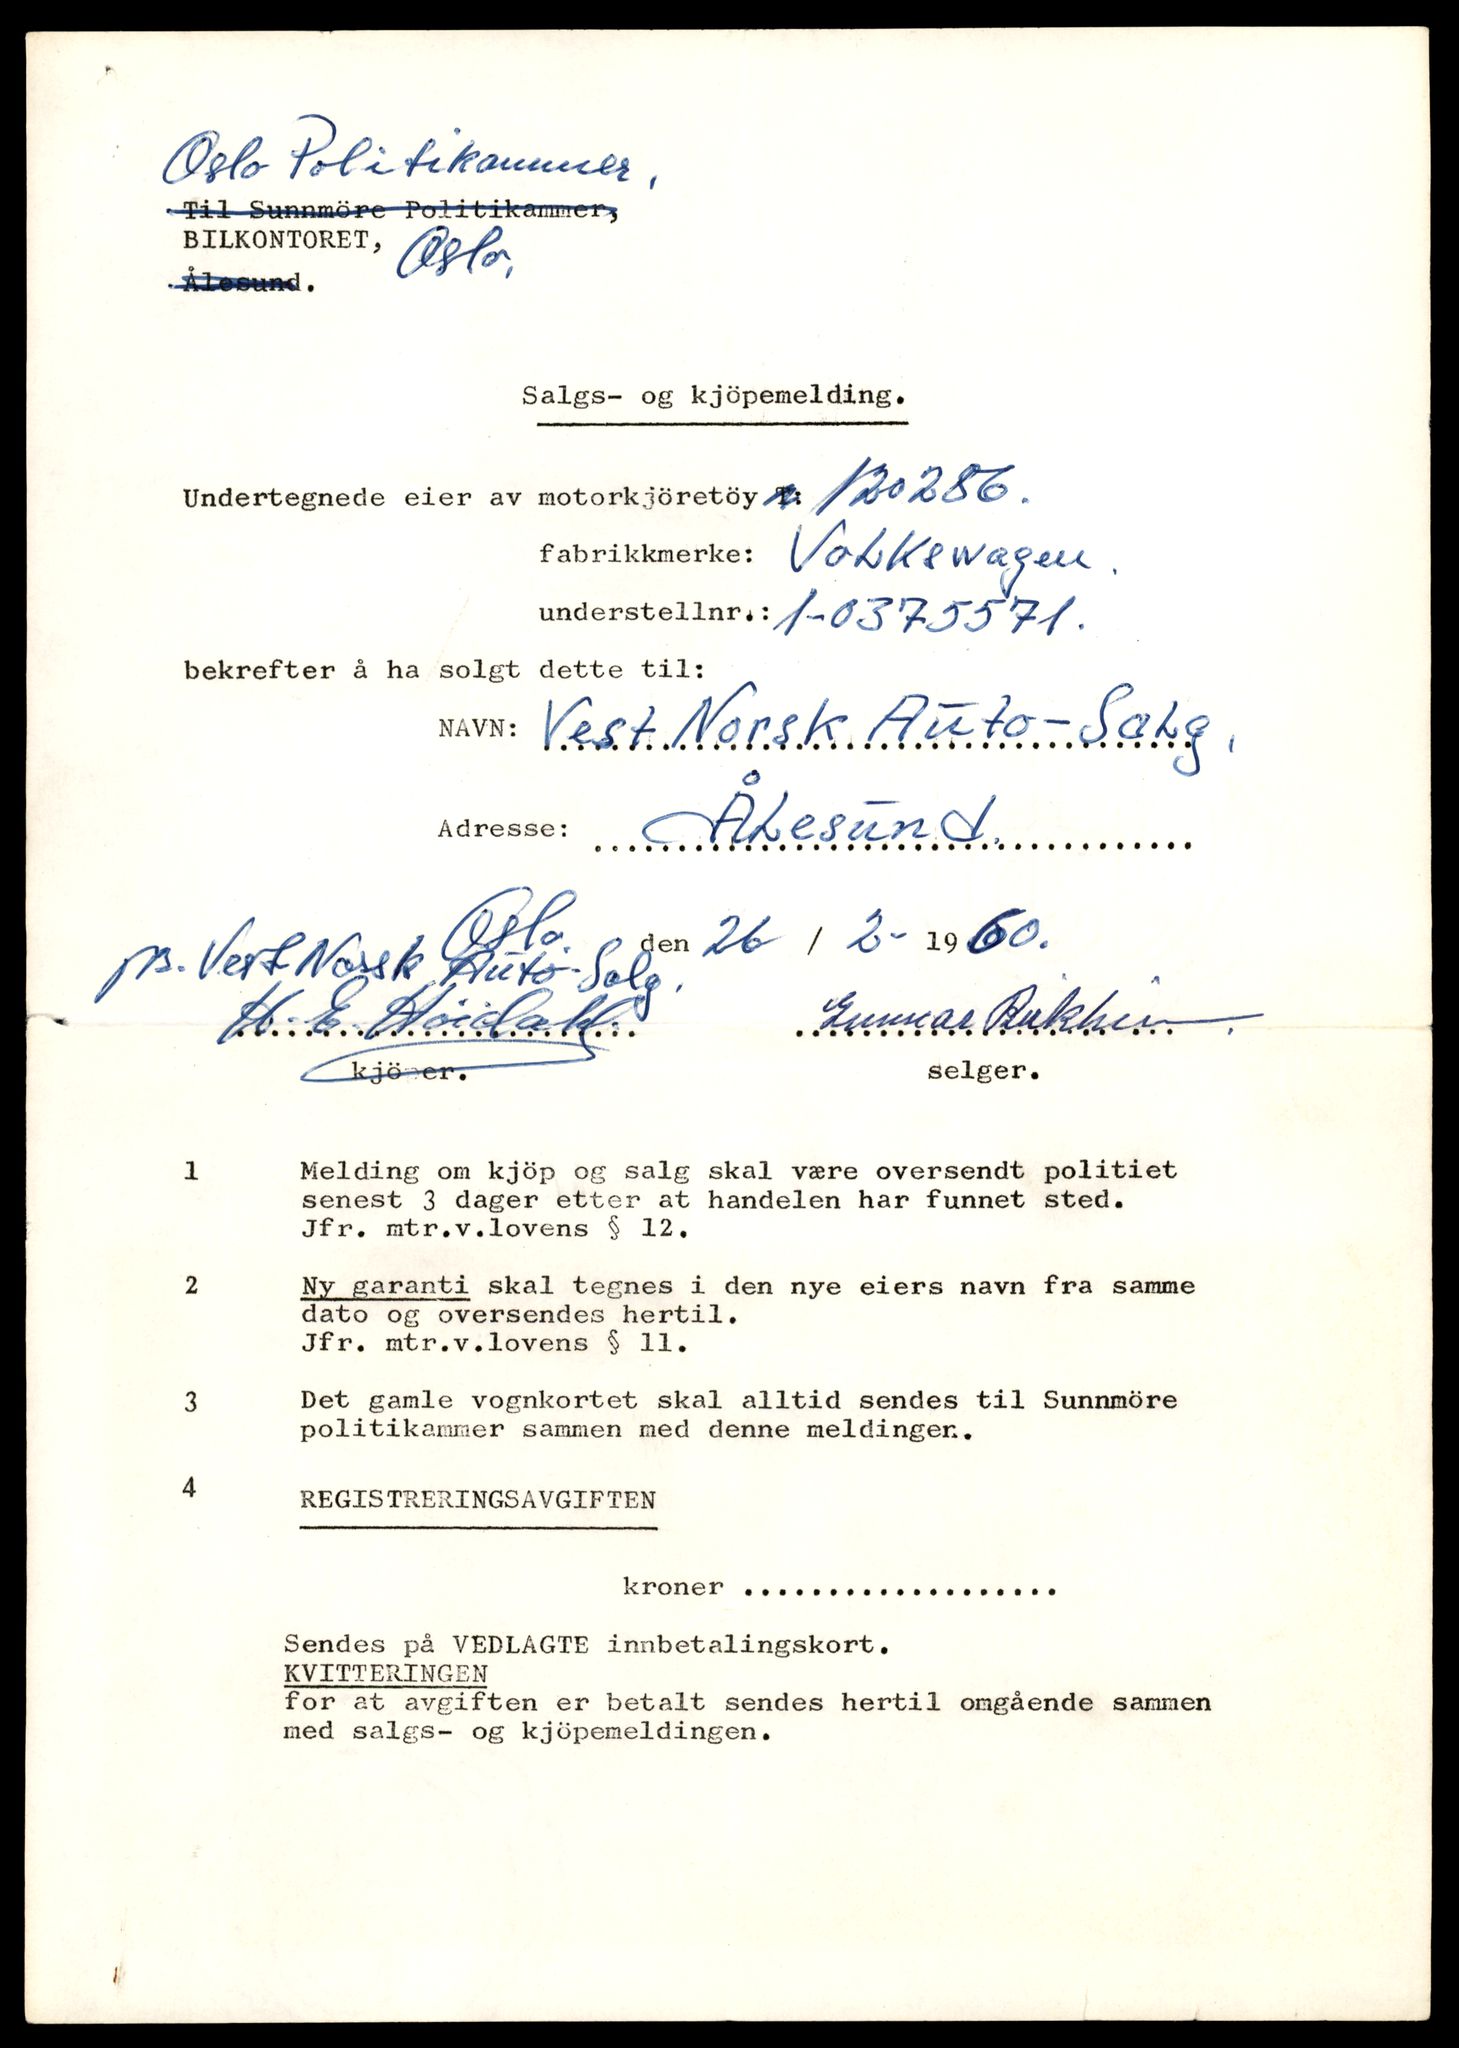 Oslo Politikammer,
Til Sunnmöre Politikammer,
BILKONTORET,
Oslo,
Ålesund.
Salgs- og kjöpemelding.
Undertegnede eier av motorkjöretöy T: 120286.
fabrikkmerke: Volkswagen.
understellnr.: 1-0375571.
bekrefter å ha solgt dette til:
NAVN: Vest Norsk Auto-Salg,
Adresse: Ålesund.
Oslo. den 26 / 2- 1960.
pr. Vest Norsk Auto-Salg,
H. E. Höidahl Gunnar
kjöper. selger.
1 Melding om kjöp og salg skal være oversendt politiet
senest 3 dager etter at handelen har funnet sted.
Jfr. mtr.v.lovens § 12.
2 Ny garanti skal tegnes i den nye eiers navn fra samme
dato og oversendes hertil.
Jfr. mtr.v.lovens § 11.
3 Det gamle vognkortet skal alltid sendes til Sunnmöre
politikammer sammen med denne meldingen.
4 REGISTRERINGSAVGIFTEN
kroner ...................
Sendes på VEDLAGTE innbetalingskort.
KVITTERINGEN
for at avgiften er betalt sendes hertil omgående sammen
med salgs- og kjöpemeldingen.